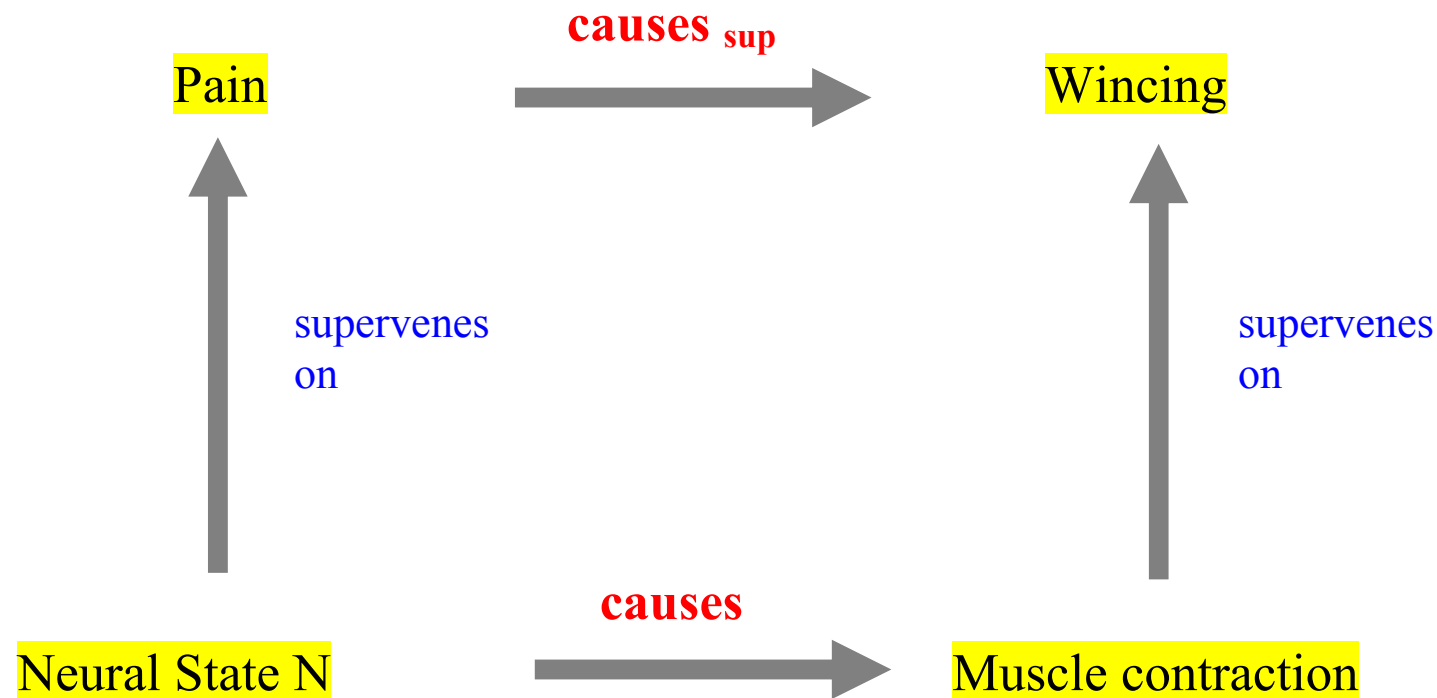 causes sup
Pain
Wincing
supervenes
on
supervenes
on
causes
Neural State N
Muscle contraction